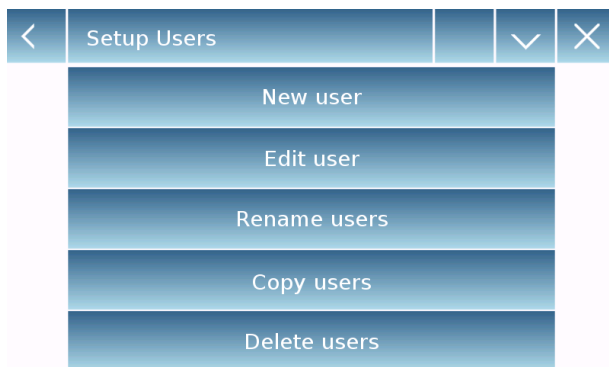 Setup Users
New user
Edit user
Rename users
Copy users
Delete users